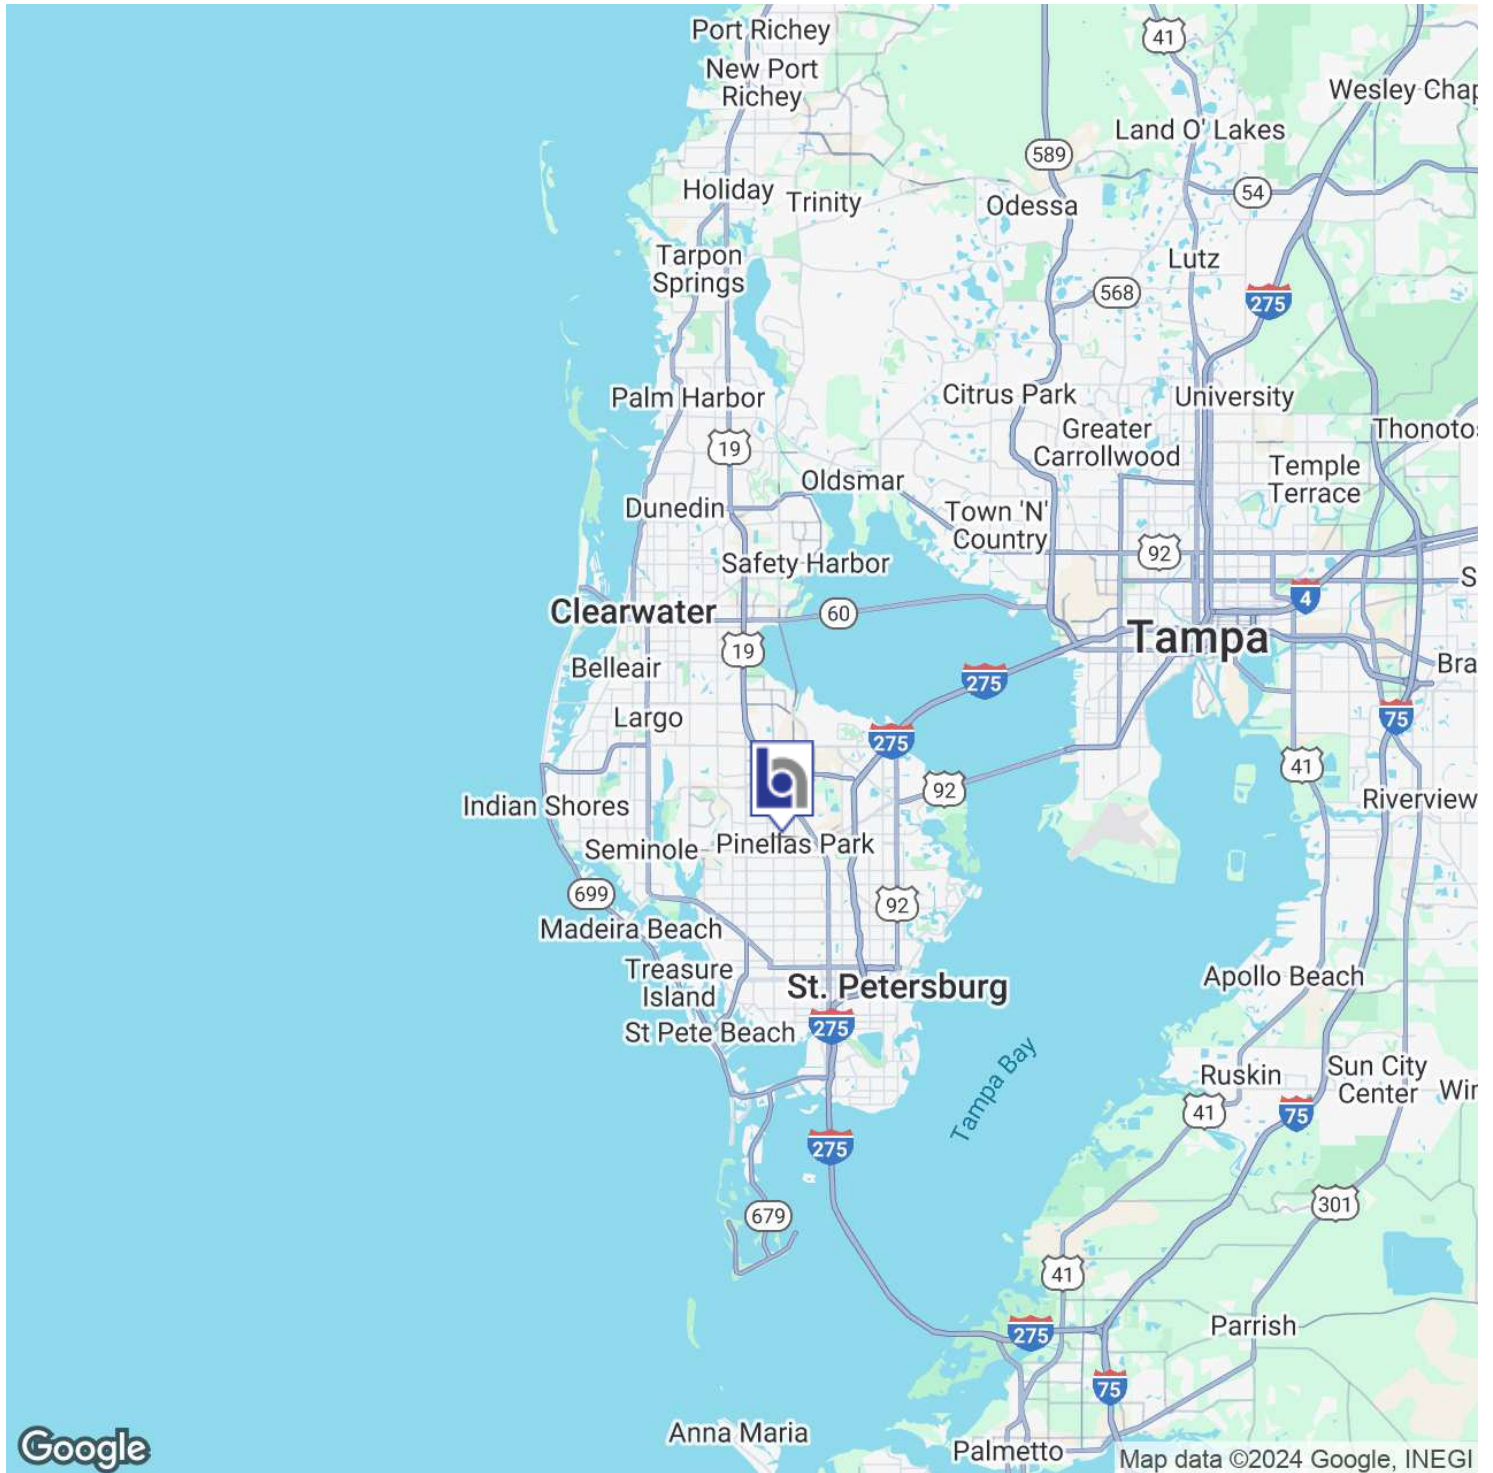 Port Richey
41
New Port
Richey
Wesley Chap
Land O' Lakes
589
Holiday
Trinity
54
Odessa
Tarpon
Springs
Lutz
568
275
Palm Harbor
Citrus Park
University
Greater
Carrollwood
Thonotos
19
Temple
Terrace
Oldsmar
Dunedin
Town 'N'
Country
92
Safety Harbor
S
4
Clearwater
60
Tampa
19
Belleair
Bra
275
Largo
75
275
41
92
Indian Shores
Riverview
Seminole
Pinellas Park
699
92
Madeira Beach
Treasure
Island
Apollo Beach
St. Petersburg
St Pete Beach
275
Tampa Bay
Ruskin
Sun City
Center
Wir
41
75
275
301
679
41
275
Parrish
75
Anna Maria
Palmetto
Google
Map data ©2024 Google, INEGI